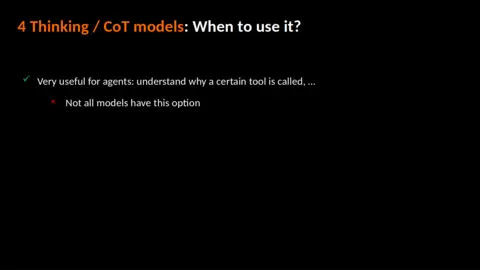 4 Thinking / CoT models: When to use it?
✓ Very useful for agents: understand why a certain tool is called, ...
× Not all models have this option